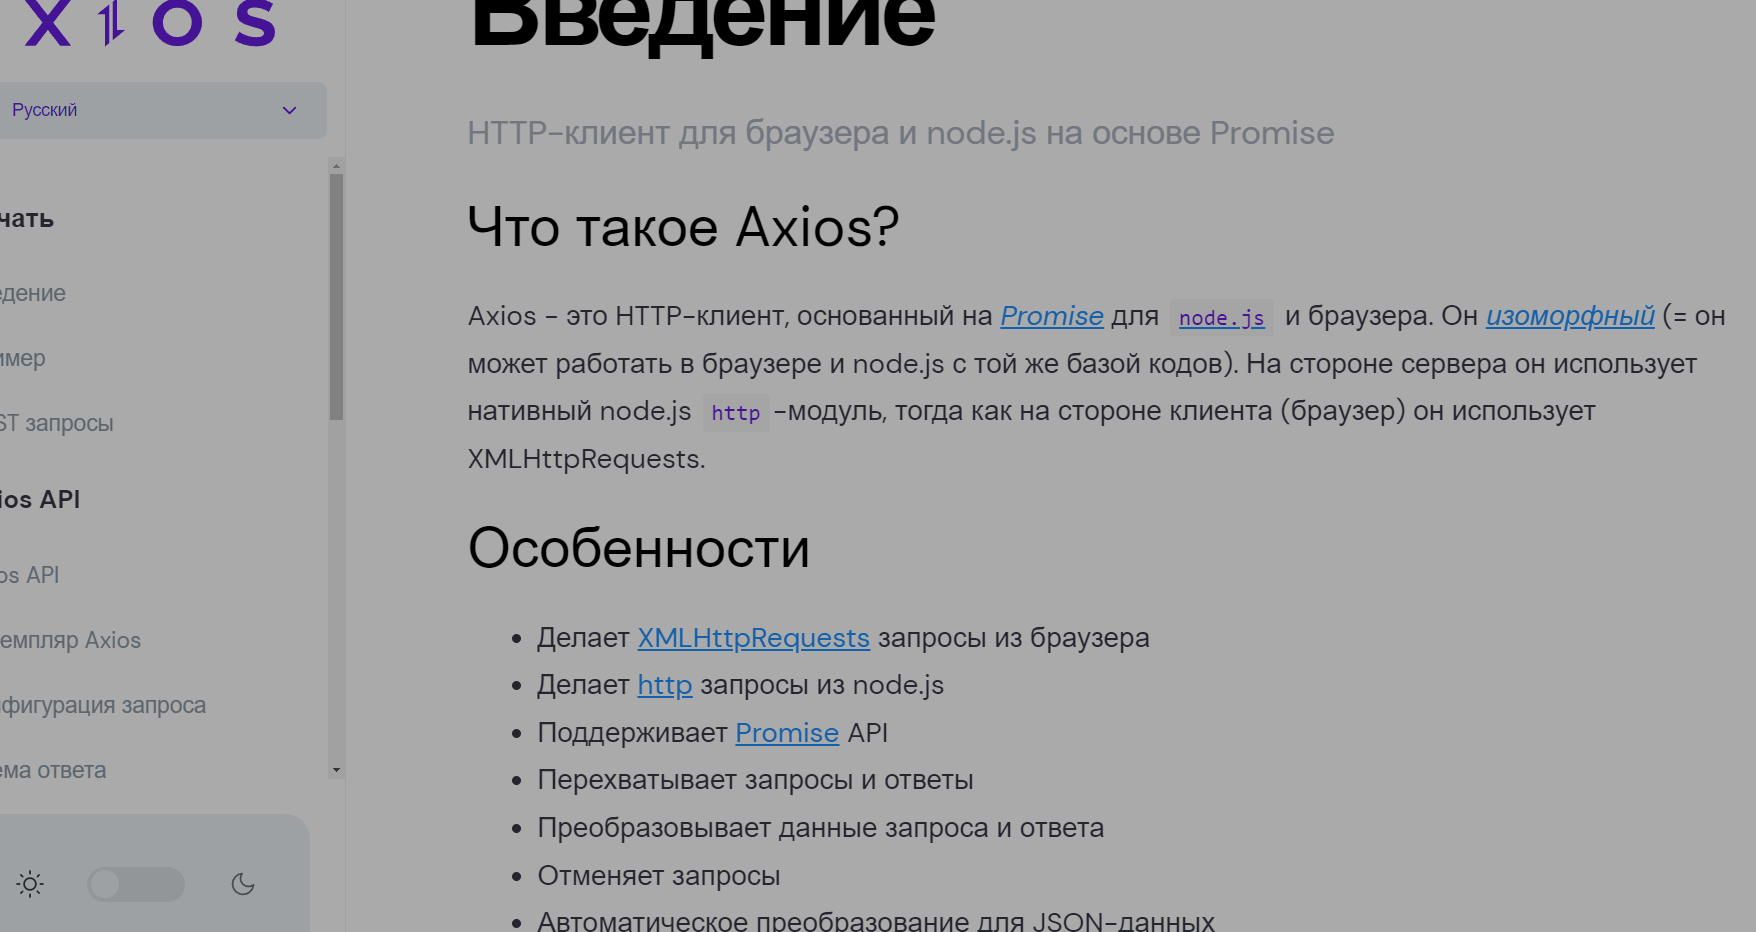 XIOS
Русский
чать
едение
имер
ST запросы
ios API
os API
емпляр Axios
фигурация запроса
ема ответа
Введение
HTTP-клиент для браузера и node.js на основе Promise
Что такое Axios?
Axios - это HTTP-клиент, основанный на Promise для node.js и браузера. Он изоморфный (= он
может работать в браузере и node.js с той же базой кодов). На стороне сервера он использует
нативный node.js http -модуль, тогда как на стороне клиента (браузер) он использует
XMLHttpRequests.
Особенности
• Делает XMLHttpRequests запросы из браузера
• Делает http запросы из node.js
• Поддерживает Promise API
• Перехватывает запросы и ответы
• Преобразовывает данные запроса и ответа
• Отменяет запросы
• Автоматическое преобразование для JSON-данных